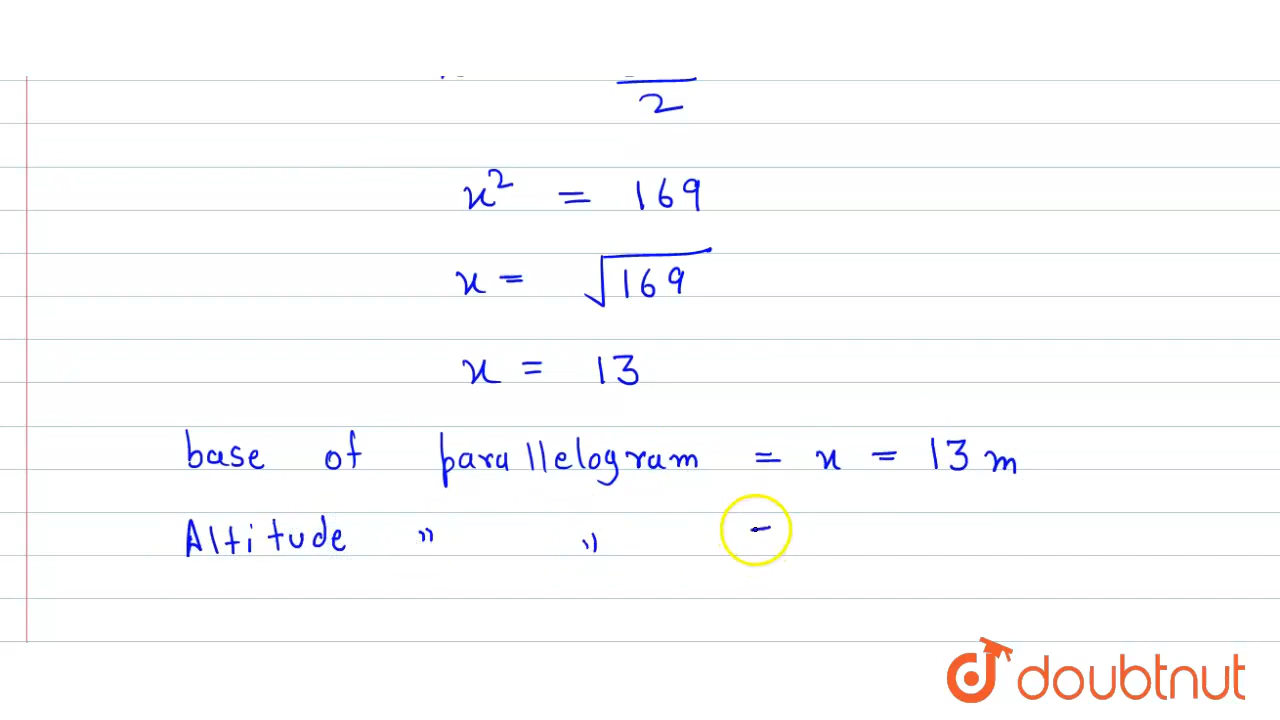 2
x² = 169
x = √169
x = 13
base of parallelogram = x = 13 m
Altitude " " =
doubtnut